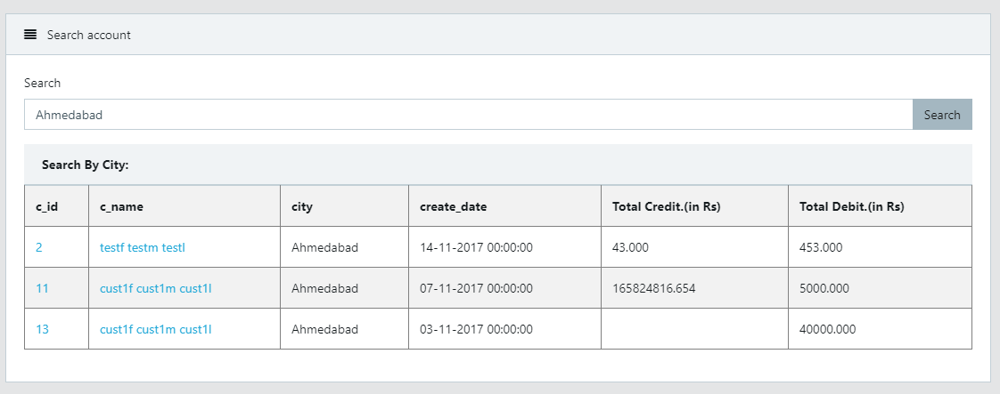 Search account
Search
Ahmedabad Search
Search By City:
c_id c_name city create_date Total Credit.(in Rs) Total Debit.(in Rs)
2 testf testm testl Ahmedabad 14-11-2017 00:00:00 43.000 453.000
11 cust1f cust1m cust1l Ahmedabad 07-11-2017 00:00:00 165824816.654 5000.000
13 cust1f cust1m cust1l Ahmedabad 03-11-2017 00:00:00 40000.000